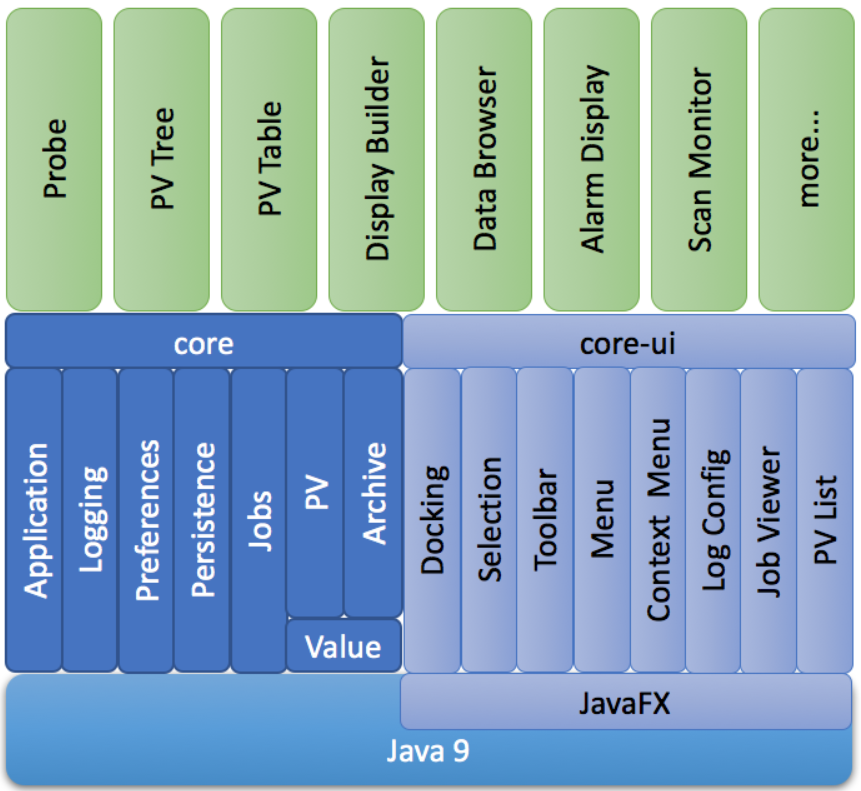 Probe
PV Tree
PV Table
Display Builder
Data Browser
Alarm Display
Scan Monitor
more...
core
core-ui
Application
Logging
Preferences
Persistence
Jobs
PV
Archive
Value
Docking
Selection
Toolbar
Menu
Context Menu
Log Config
Job Viewer
PV List
JavaFX
Java 9